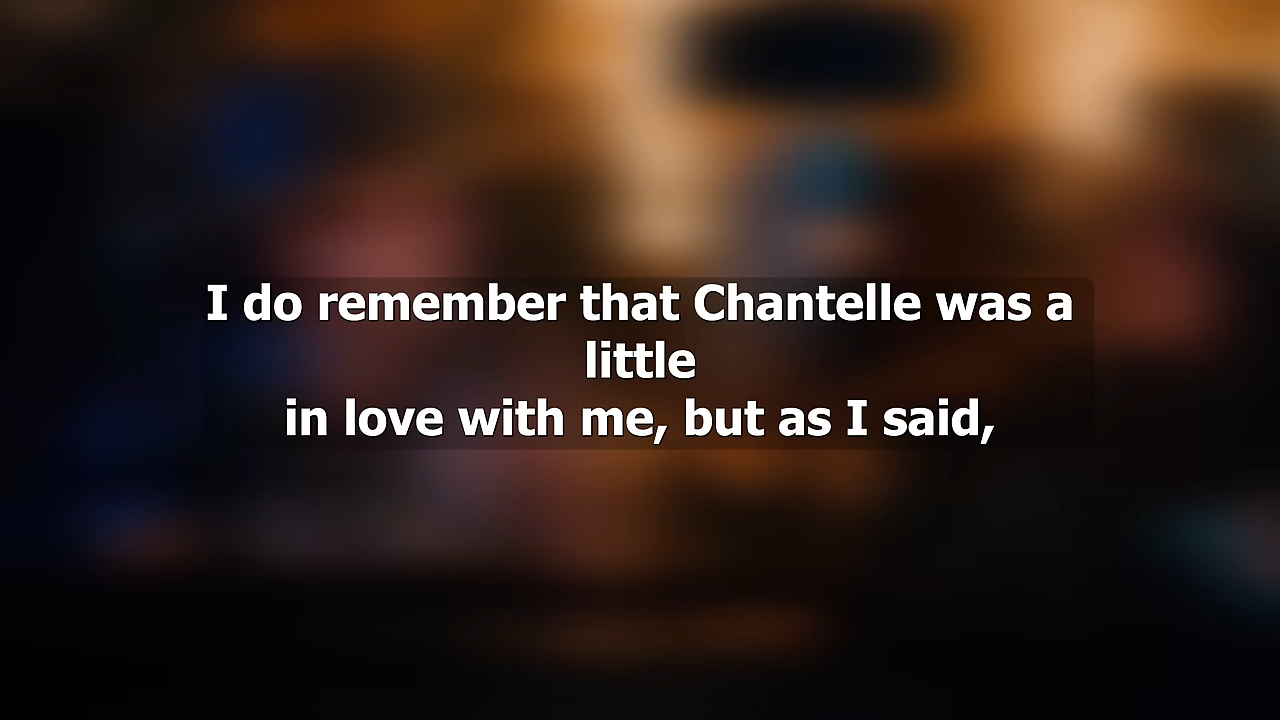 I do remember that Chantelle was a
little
in love with me, but as I said,